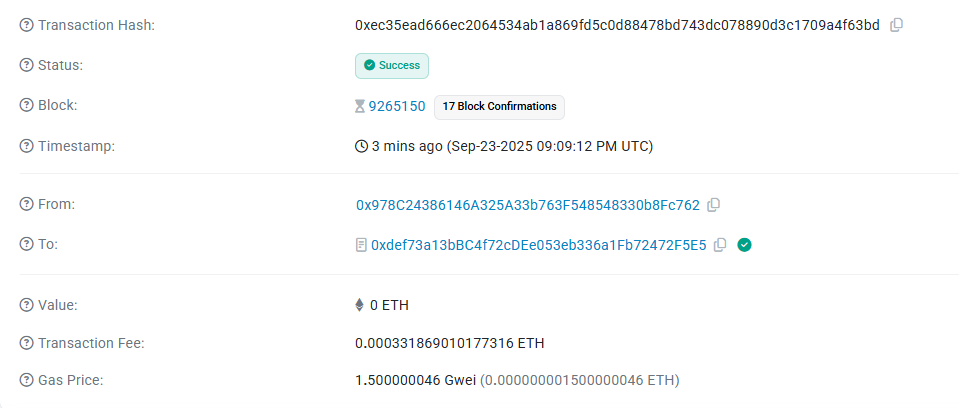 Transaction Hash: 0xec35ead666ec2064534ab1a869fd5c0d88478bd743dc078890d3c1709a4f63bd
Status: Success
Block: 9265150 17 Block Confirmations
Timestamp: 3 mins ago (Sep-23-2025 09:09:12 PM UTC)
From: 0x978C24386146A325A33b763F548548330b8Fc762
To: 0xdef73a13bBC4f72cDEe053eb336a1Fb72472F5E5
Value: 0 ETH
Transaction Fee: 0.000331869010177316 ETH
Gas Price: 1.500000046 Gwei (0.000000001500000046 ETH)